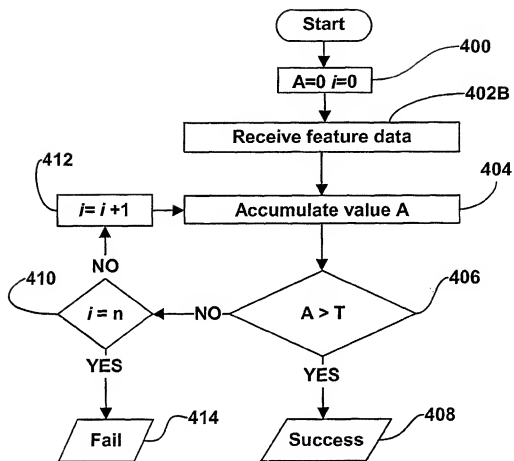 Start
400
A=0 i=0
402B
Receive feature data
412
404
i= i +1
Accumulate value A
NO
410
406
i = n
NO
A > T
YES
YES
414
408
Fail
Success